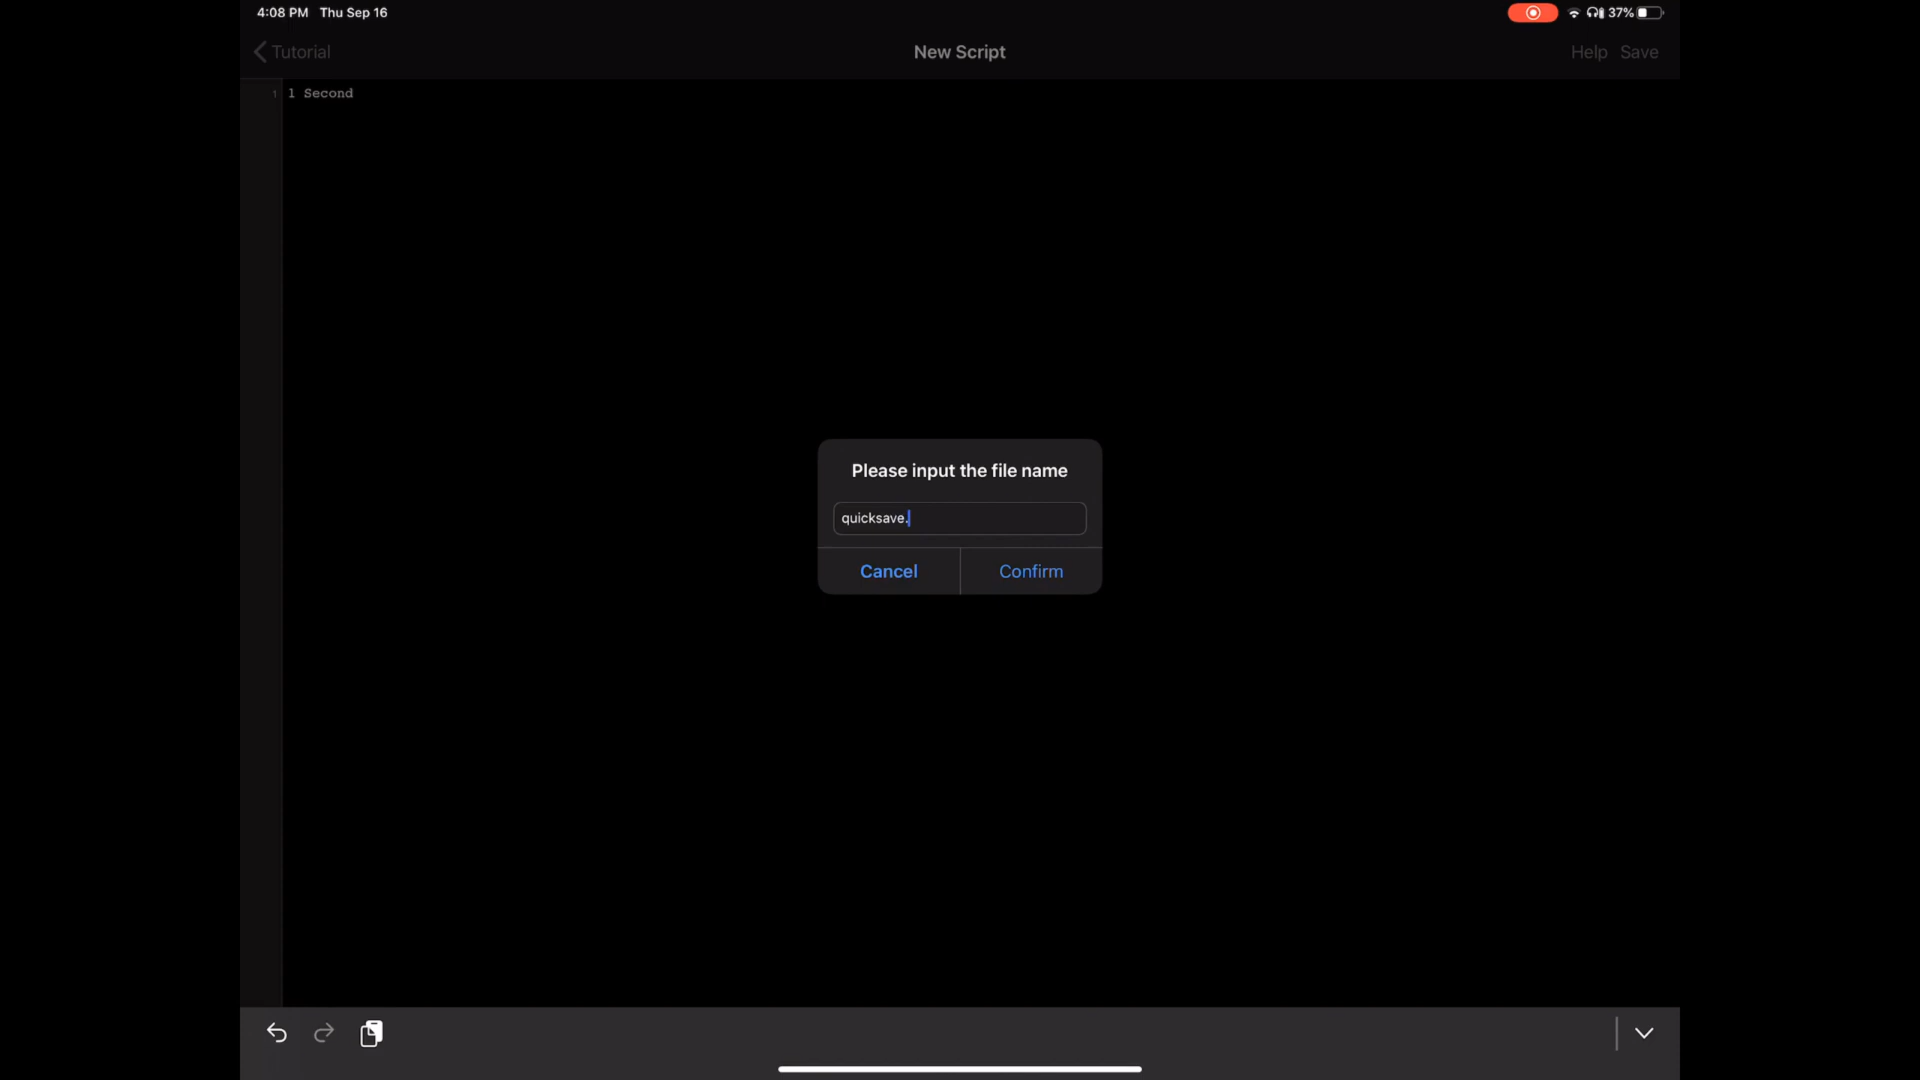 4:08 PM Thu Sep 16
37%
Tutorial
New Script
Help Save
1 1 Second
Please input the file name
quicksave.
Cancel
Confirm